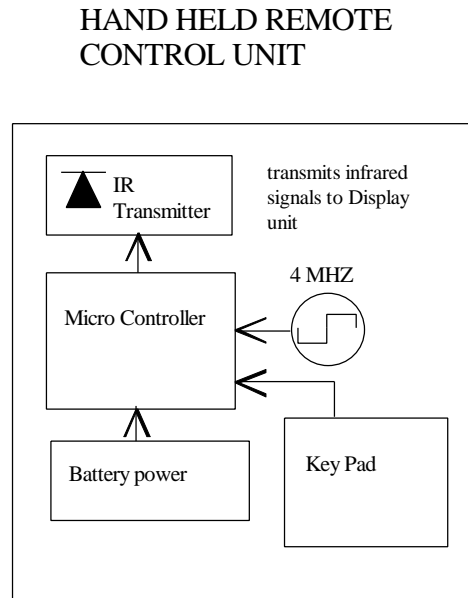 HAND HELD REMOTE
CONTROL UNIT
IR
Transmitter
transmits infrared
signals to Display
unit
4 MHZ
Micro Controller
Battery power
Key Pad